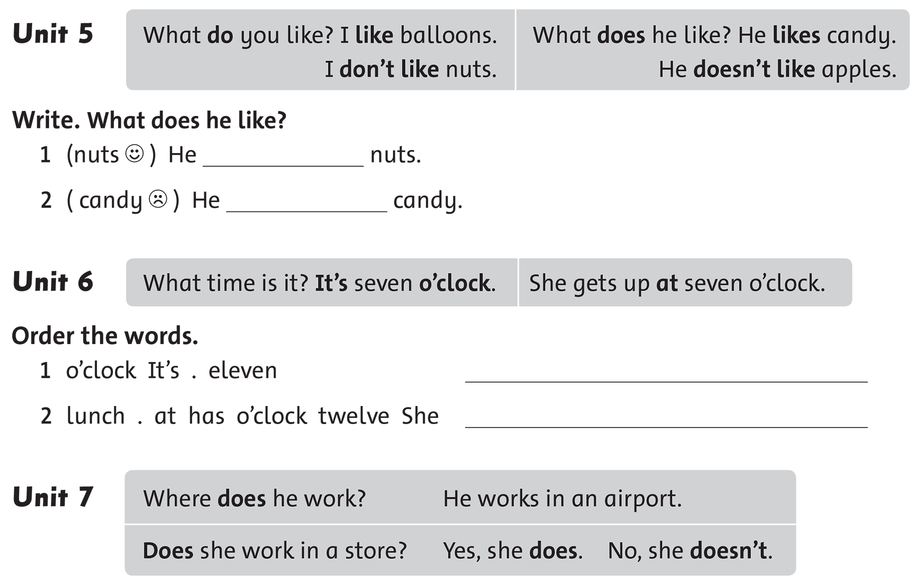 Unit 5
What do you like? I like balloons.
I don't like nuts.
What does he like? He likes candy.
He doesn't like apples.
Write. What does he like?
1 (nuts ☺) He ______________ nuts.
2 ( candy ☹) He ______________ candy.
Unit 6
What time is it? It's seven o'clock.
She gets up at seven o'clock.
Order the words.
1 o'clock It's . eleven ______________
2 lunch . at has o'clock twelve She ______________
Unit 7
Where does he work? He works in an airport.
Does she work in a store? Yes, she does. No, she doesn't.